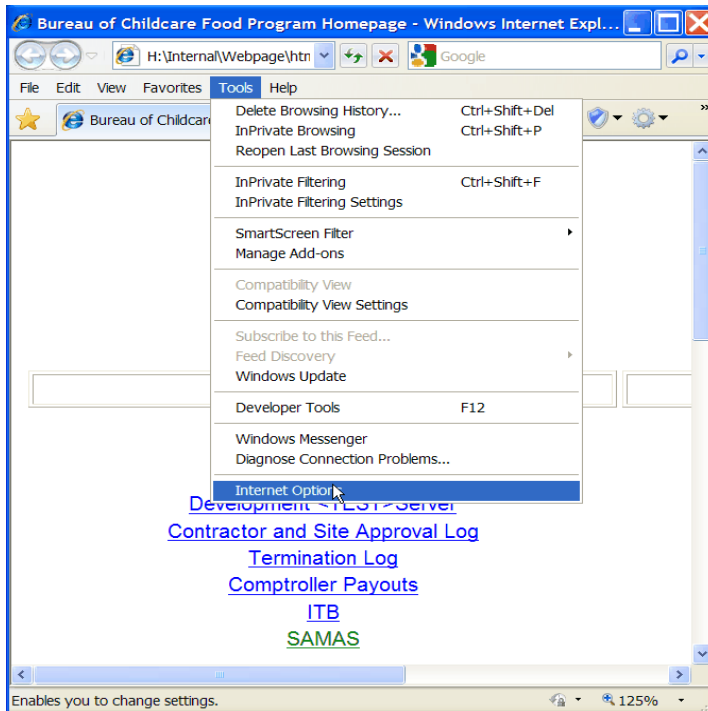 Bureau of Childcare Food Program Homepage - Windows Internet Expl...
H:\Internal\Webpage\htn
Google
File Edit View Favorites Tools Help
Bureau of Childcar
Delete Browsing History... Ctrl+Shift+Del
InPrivate Browsing Ctrl+Shift+P
Reopen Last Browsing Session
InPrivate Filtering Ctrl+Shift+F
InPrivate Filtering Settings
SmartScreen Filter
Manage Add-ons
Compatibility View
Compatibility View Settings
Subscribe to this Feed...
Feed Discovery
Windows Update
Developer Tools F12
Windows Messenger
Diagnose Connection Problems...
Internet Options
Development <TEST>Server
Contractor and Site Approval Log
Termination Log
Comptroller Payouts
ITB
SAMAS
Enables you to change settings. 125%